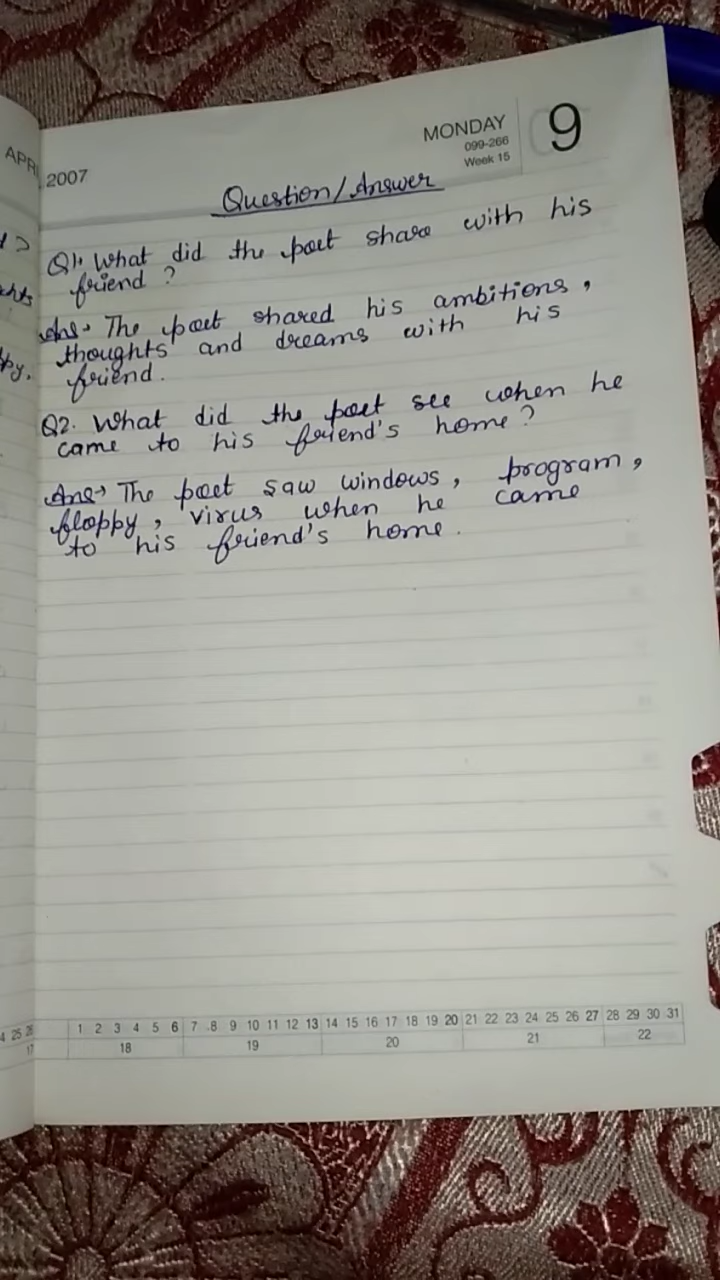 APRI
2007
MONDAY
099-266
Week 15
9
Question/Answer
Q1. What did the poet share with his
friend ?
Ans→ The poet shared his ambitions,
thoughts and dreams with his
friend.
Q2. What did the poet see when he
came to his friend's home ?
Ans→ The poet saw windows, program,
floppy, virus when he came
to his friend's home.
1 2 3 4 5 6 7 8 9 10 11 12 13 14 15 16 17 18 19 20 21 22 23 24 25 26 27 28 29 30 31
18 19 20 21 22